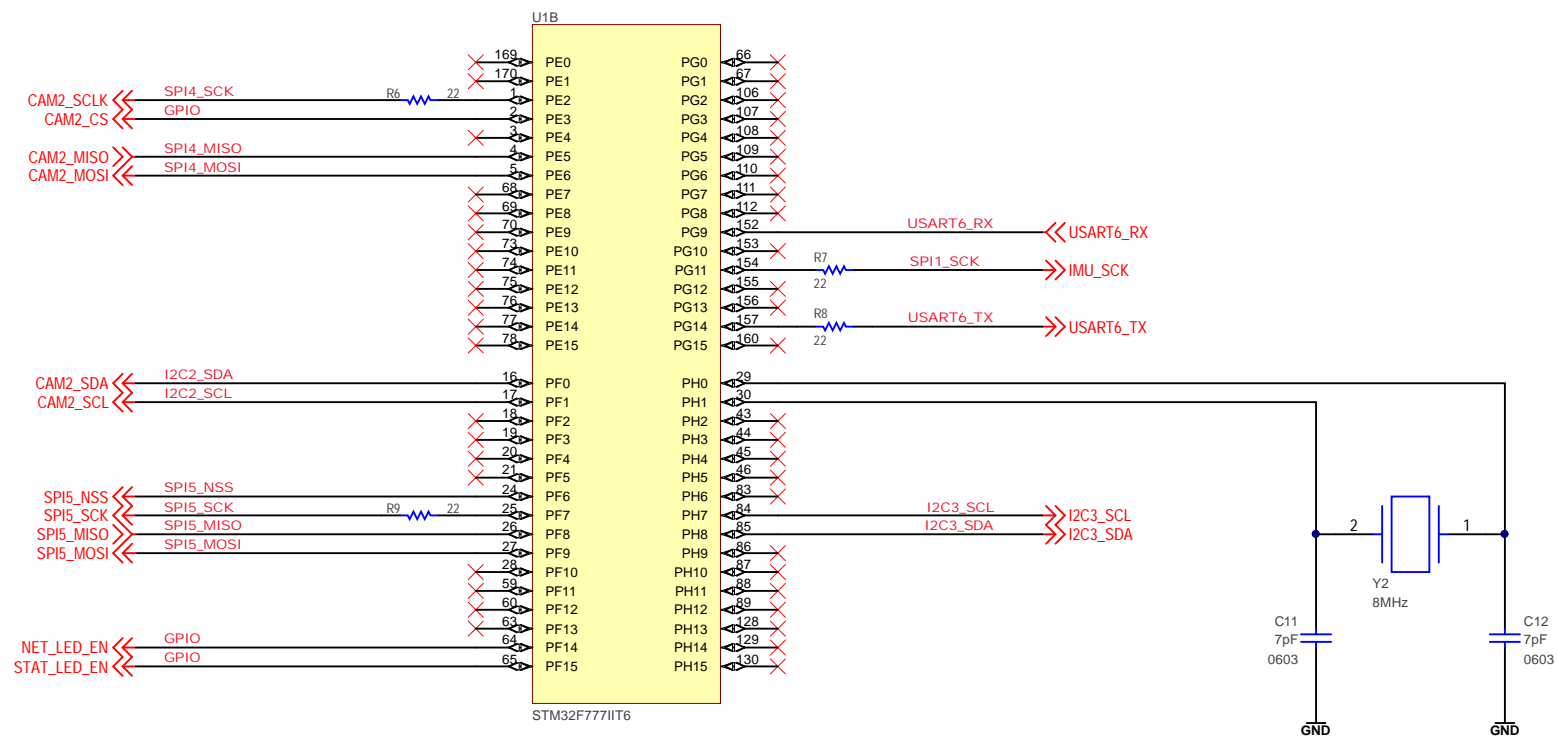 U1B
169 PE0 PG0 66
170 PE1 PG1 67
CAM2_SCLK SPI4_SCK R6 22 1 PE2 PG2 106
CAM2_CS GPIO 2 PE3 PG3 107
3 PE4 PG4 108
CAM2_MISO SPI4_MISO 4 PE5 PG5 109
CAM2_MOSI SPI4_MOSI 5 PE6 PG6 110
68 PE7 PG7 111
69 PE8 PG8 112
70 PE9 PG9 152 USART6_RX USART6_RX
73 PE10 PG10 153
74 PE11 PG11 154 R7 22 SPI1_SCK IMU_SCK
75 PE12 PG12 155
76 PE13 PG13 156
77 PE14 PG14 157 R8 22 USART6_TX USART6_TX
78 PE15 PG15 160
CAM2_SDA I2C2_SDA 16 PF0 PH0 29
CAM2_SCL I2C2_SCL 17 PF1 PH1 30
18 PF2 PH2 43
19 PF3 PH3 44
20 PF4 PH4 45
21 PF5 PH5 46
SPI5_NSS SPI5_NSS 24 PF6 PH6 83
SPI5_SCK SPI5_SCK R9 22 25 PF7 PH7 84 I2C3_SCL I2C3_SCL
SPI5_MISO SPI5_MISO 26 PF8 PH8 85 I2C3_SDA I2C3_SDA
SPI5_MOSI SPI5_MOSI 27 PF9 PH9 86
28 PF10 PH10 87
59 PF11 PH11 88
60 PF12 PH12 89
63 PF13 PH13 128
NET_LED_EN GPIO 64 PF14 PH14 129
STAT_LED_EN GPIO 65 PF15 PH15 130
STM32F777IIT6
2 1
Y2
8MHz
C11
7pF
0603
C12
7pF
0603
GND
GND